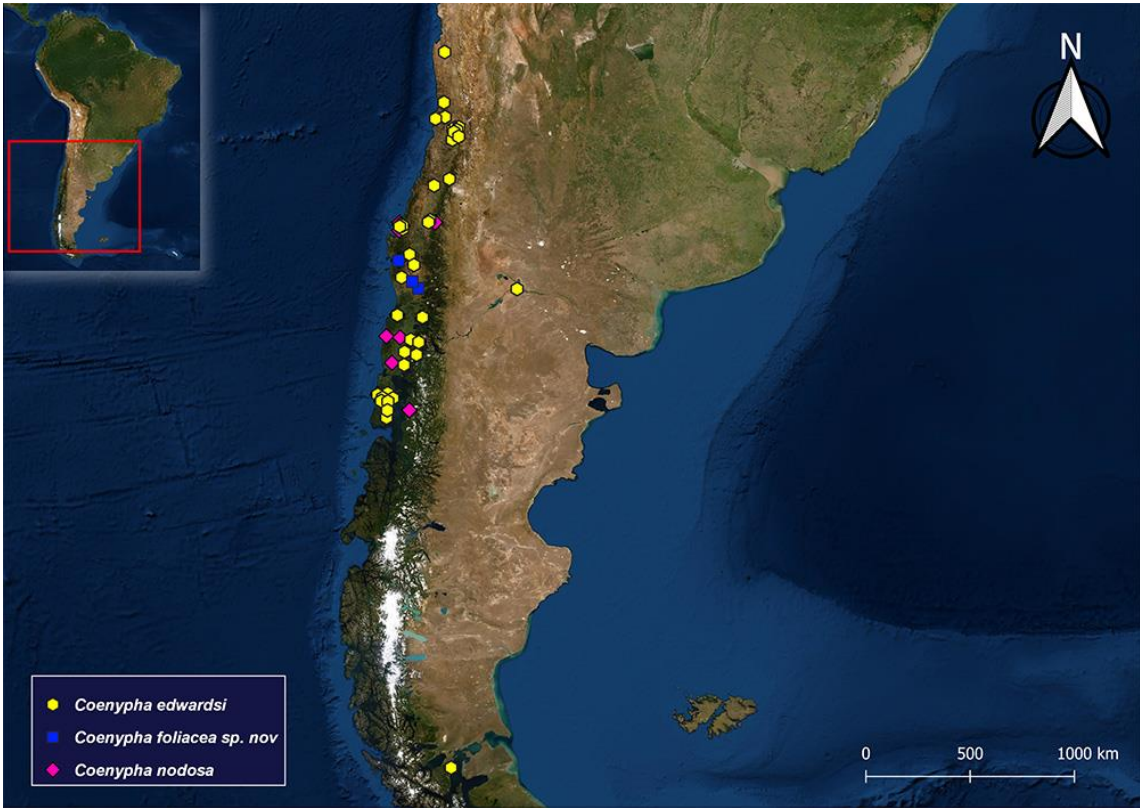 N
Coenypha edwardsi
Coenypha foliacea sp. nov
Coenypha nodosa
0 500 1000 km